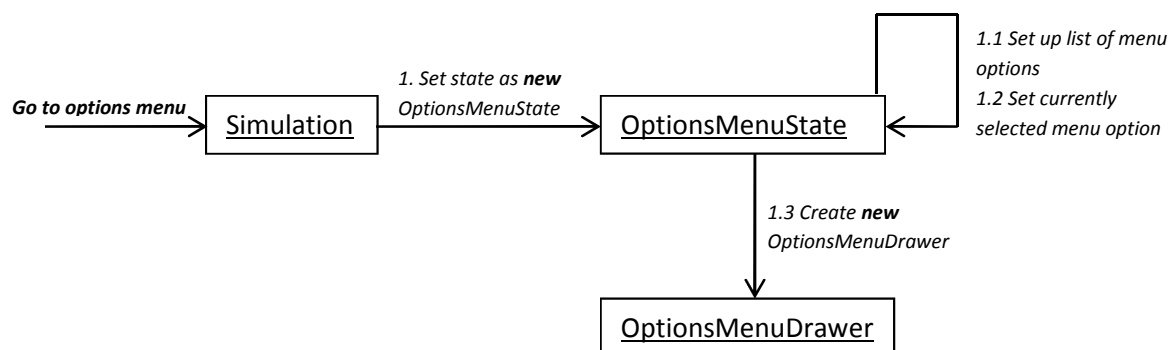 Go to options menu
Simulation
1. Set state as new
OptionsMenuState
OptionsMenuState
1.1 Set up list of menu
options
1.2 Set currently
selected menu option
1.3 Create new
OptionsMenuDrawer
OptionsMenuDrawer